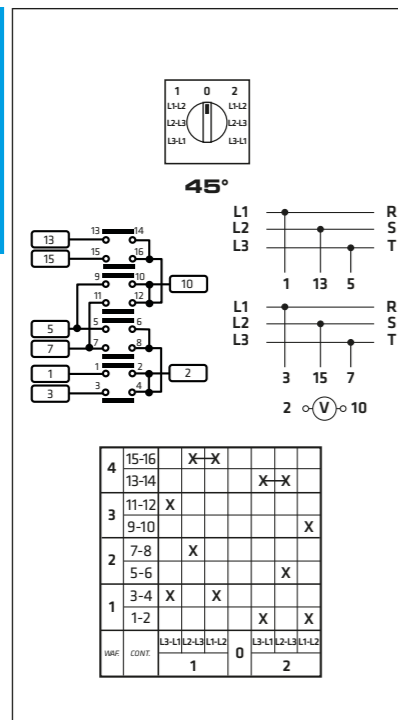 1 0 2
L1-L2 L1-L2
L2-L3 L2-L3
L3-L1 L3-L1
45°
13 13 14
15 15 16
9 10 10
11 12
5 5 6
7 7 8
1 1 2 2
3 3 4
L1 R
L2 S
L3 T
1 13 5
L1 R
L2 S
L3 T
3 15 7
2 V 10
4 15-16 X X
13-14 X X
3 11-12 X
9-10 X
2 7-8 X
5-6 X
1 3-4 X X
1-2 X X
WAF. CONT. L3-L1 L2-L3 L1-L2 0 L3-L1 L2-L3 L1-L2
1 2